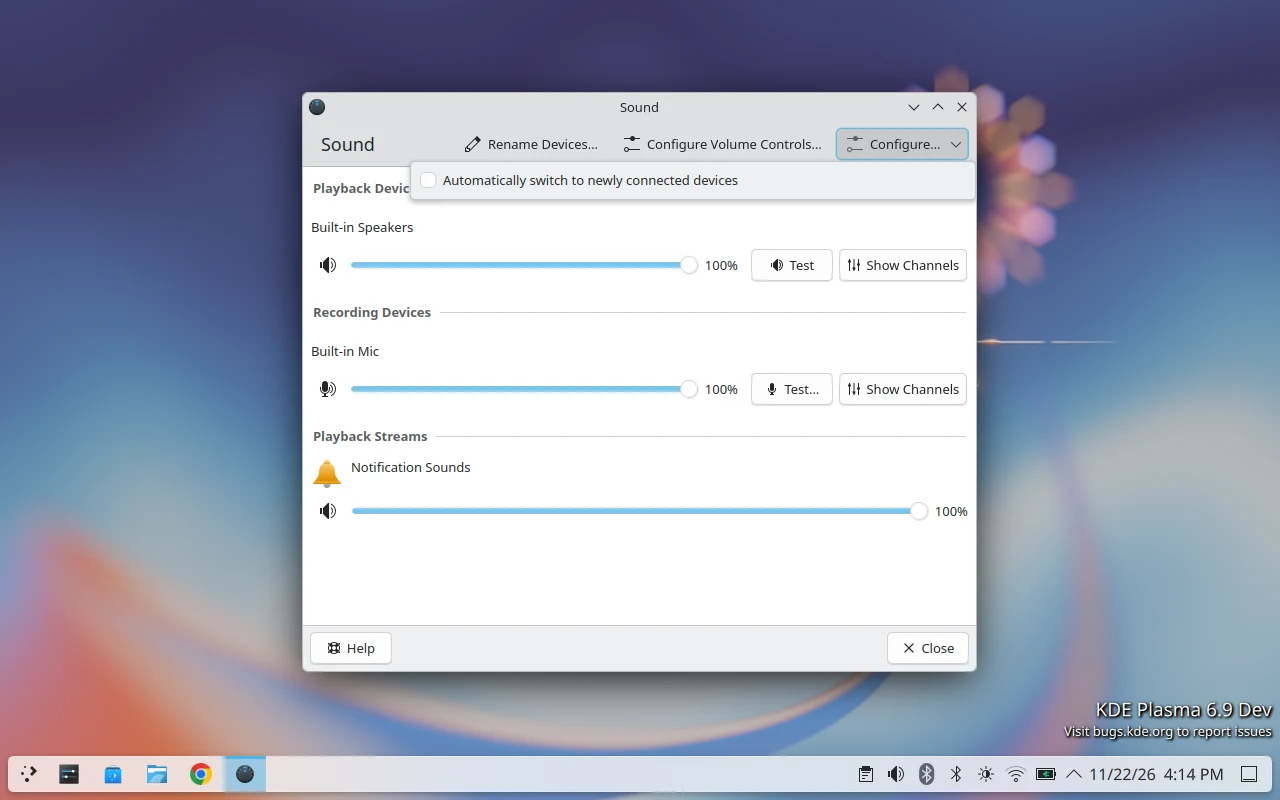 Sound
Sound
Rename Devices...
Configure Volume Controls...
Configure...
Automatically switch to newly connected devices
Playback Devic
Built-in Speakers
100%
Test
Show Channels
Recording Devices
Built-in Mic
100%
Test...
Show Channels
Playback Streams
Notification Sounds
100%
Help
Close
KDE Plasma 6.9 Dev
Visit bugs.kde.org to report issues
11/22/26 4:14 PM